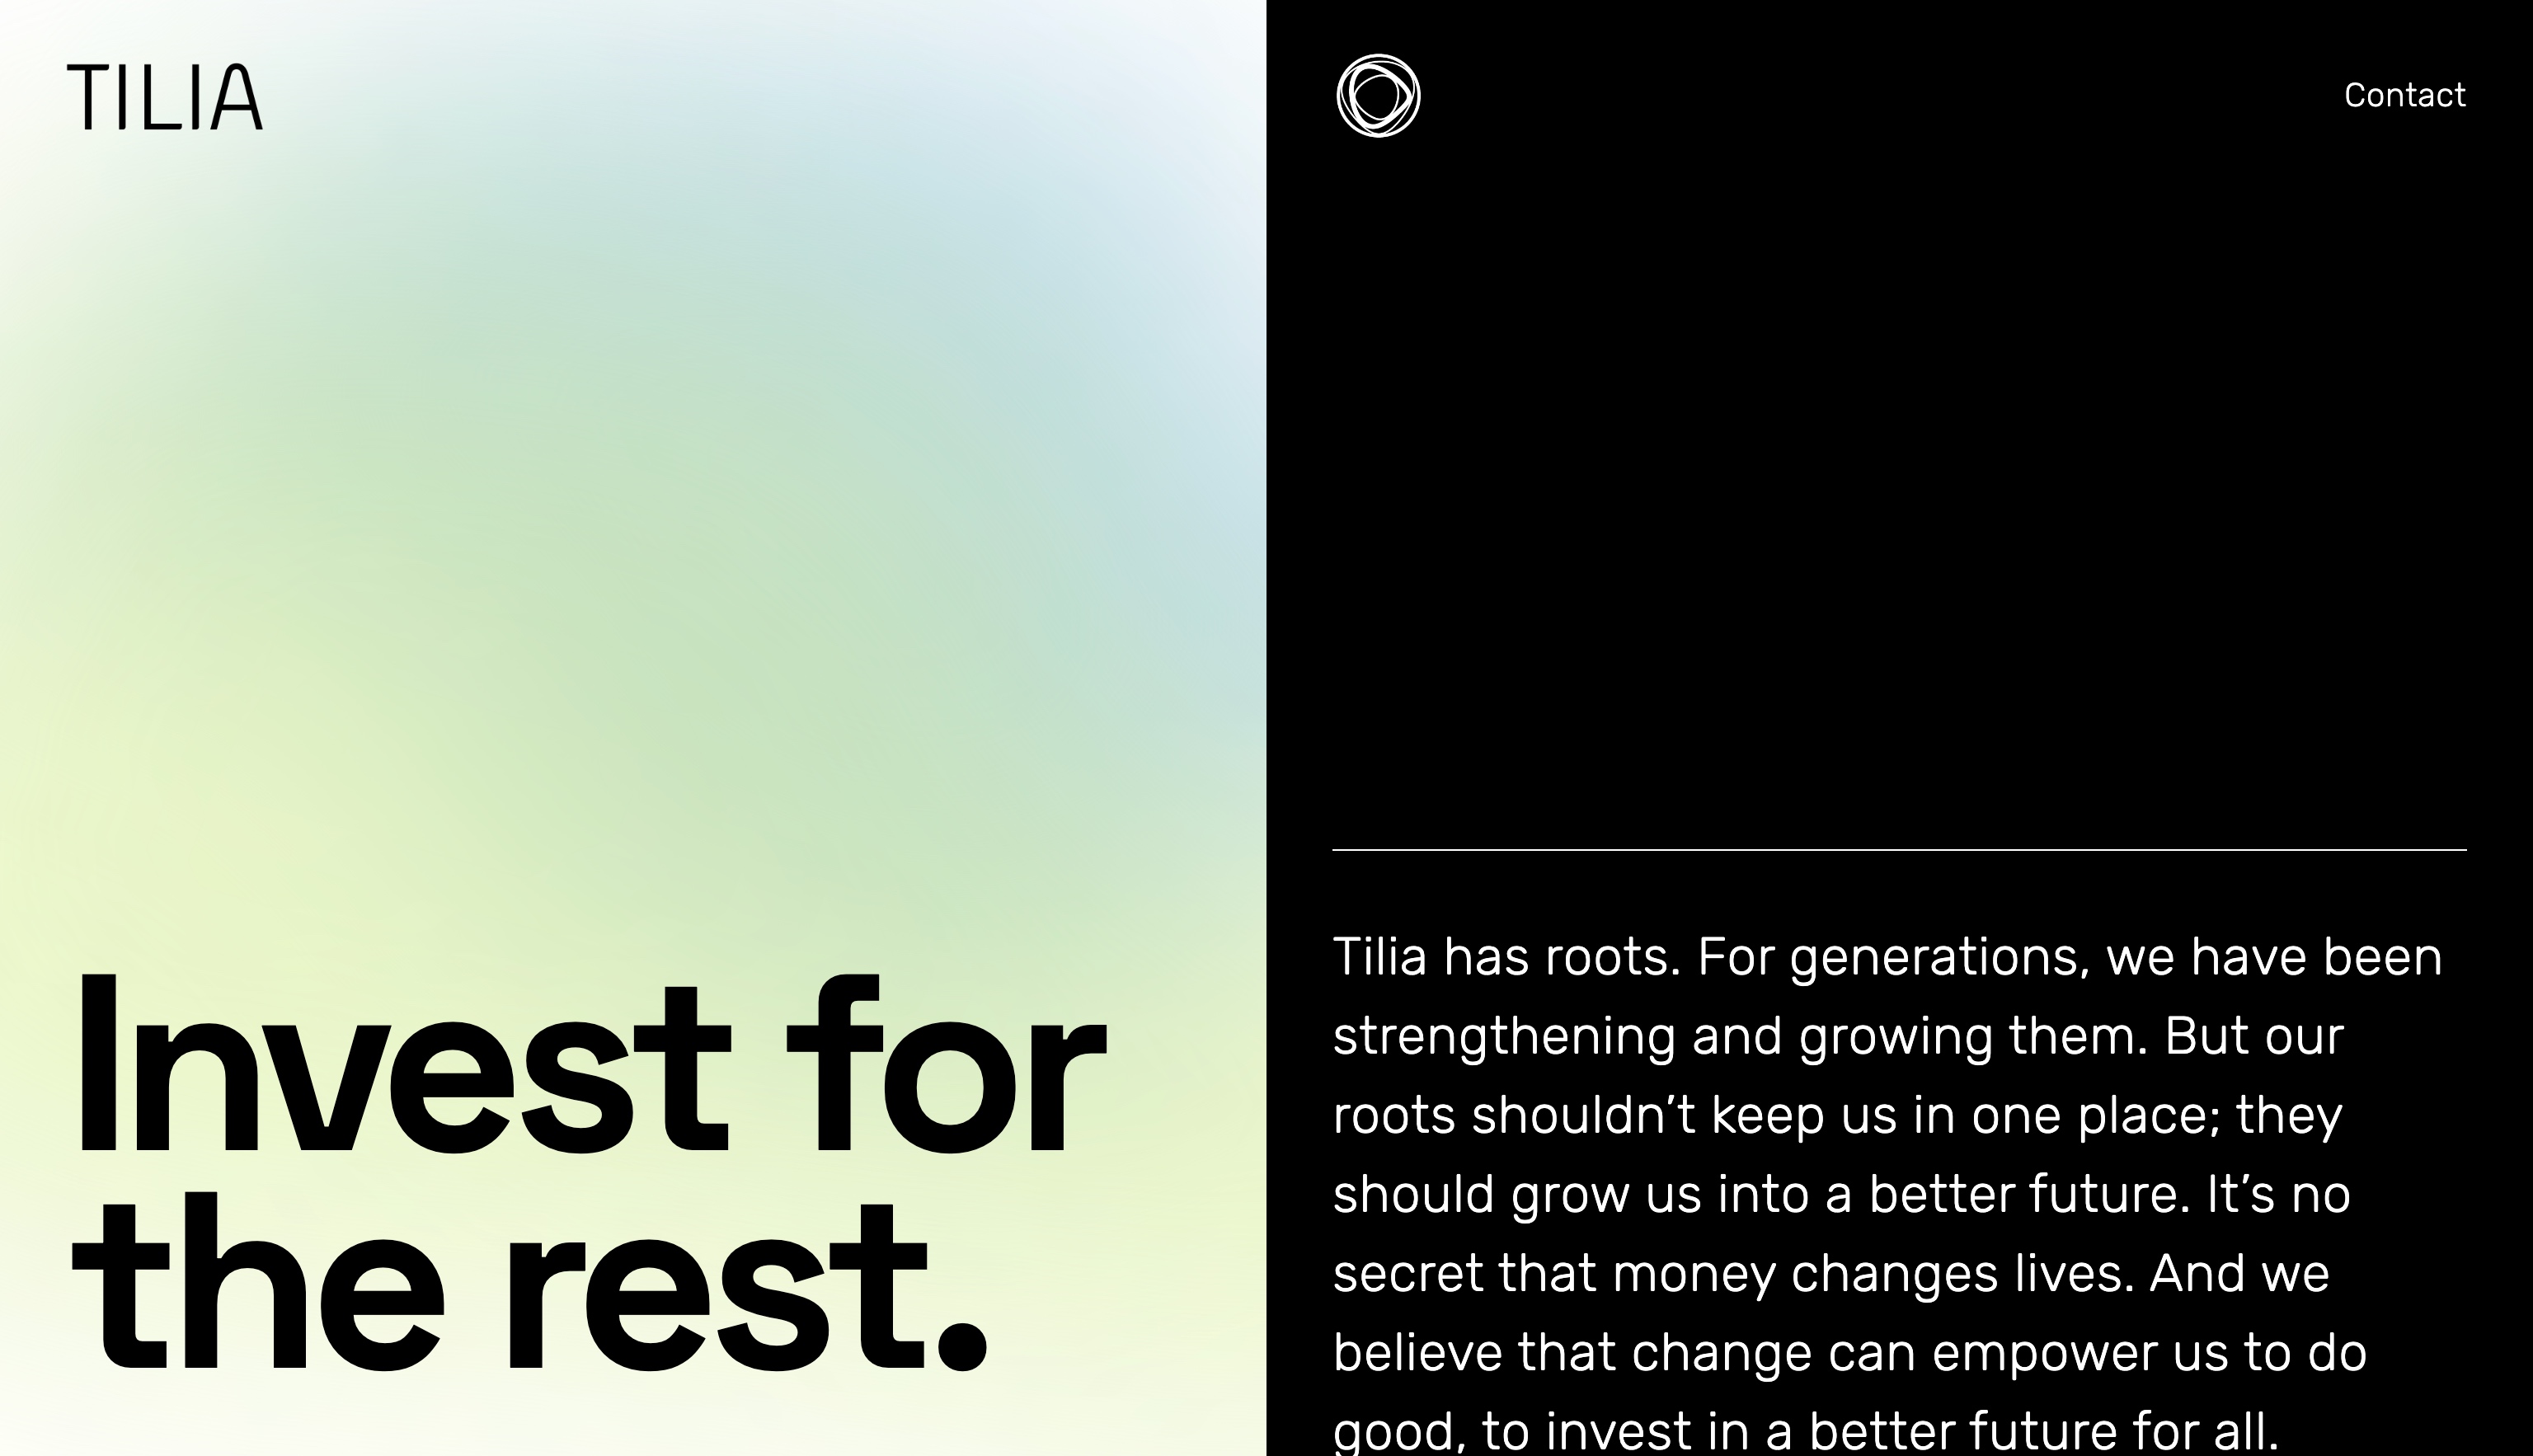 TILIA
Contact
Invest for
the rest.
Tilia has roots. For generations, we have been
strengthening and growing them. But our
roots shouldn’t keep us in one place; they
should grow us into a better future. It’s no
secret that money changes lives. And we
believe that change can empower us to do
good, to invest in a better future for all.